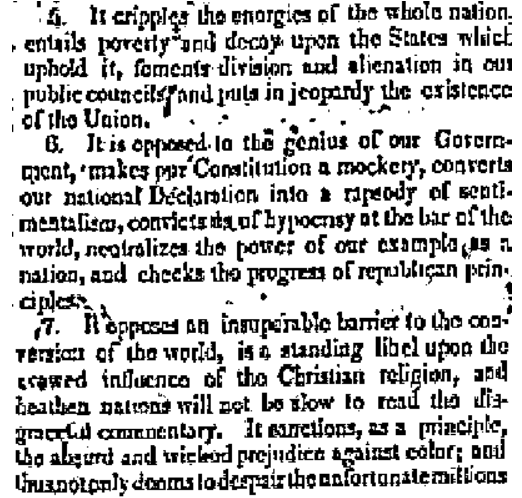 5. It cripples the energies of the whole nation,
entails poverty and decay upon the States which
uphold it, foments division and alienation in our
public councils, and puts in jeopardy the existence
of the Union.
6. It is opposed to the genius of our Govern-
ment, makes our Constitution a mockery, converts
our national Declaration into a rapsody of senti-
mentalism, convicts us of hypocrisy at the bar of the
world, neutralizes the power of our example as a
nation, and checks the progress of republican prin-
ciples.
7. It opposes an insuperable barrier to the con-
version of the world, is a standing libel upon the
avowed influence of the Christian religion, and
heathen nations will not be slow to read the dis-
graceful commentary. It sanctions, as a principle,
the absurd and wicked prejudice against color; and
thus not only dooms to despair the unfortunate millions